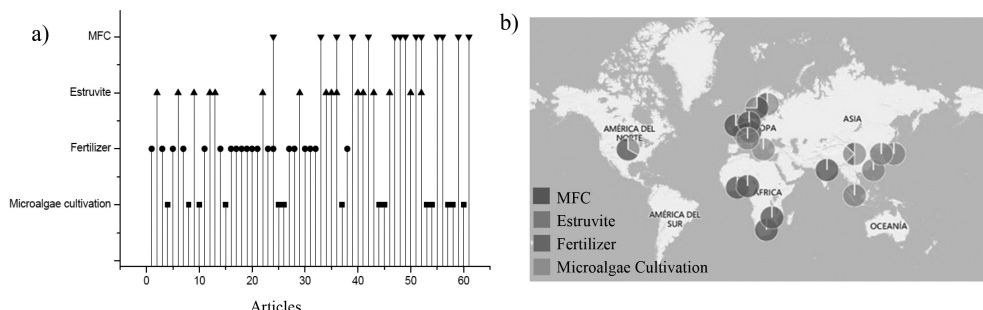 a)
MFC
Estruvite
Fertilizer
Microalgae cultivation
0
10
20
30
40
50
60
Articles
b)
AMÉRICA DEL
NORTE
OPA
ASIA
ÁFRICA
AMÉRICA DEL
SUR
OCEANÍA
MFC
Estruvite
Fertilizer
Microalgae Cultivation